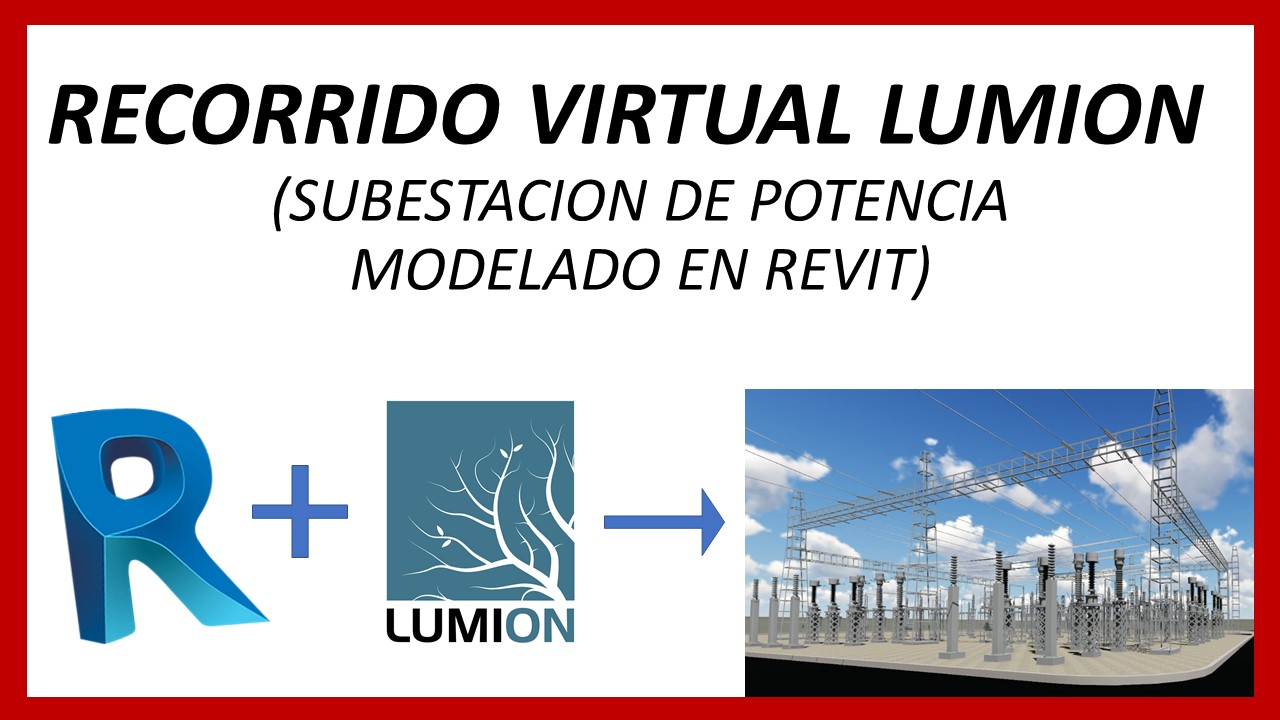 RECORRIDO VIRTUAL LUMION
(SUBESTACION DE POTENCIA
MODELADO EN REVIT)
R
LUMION